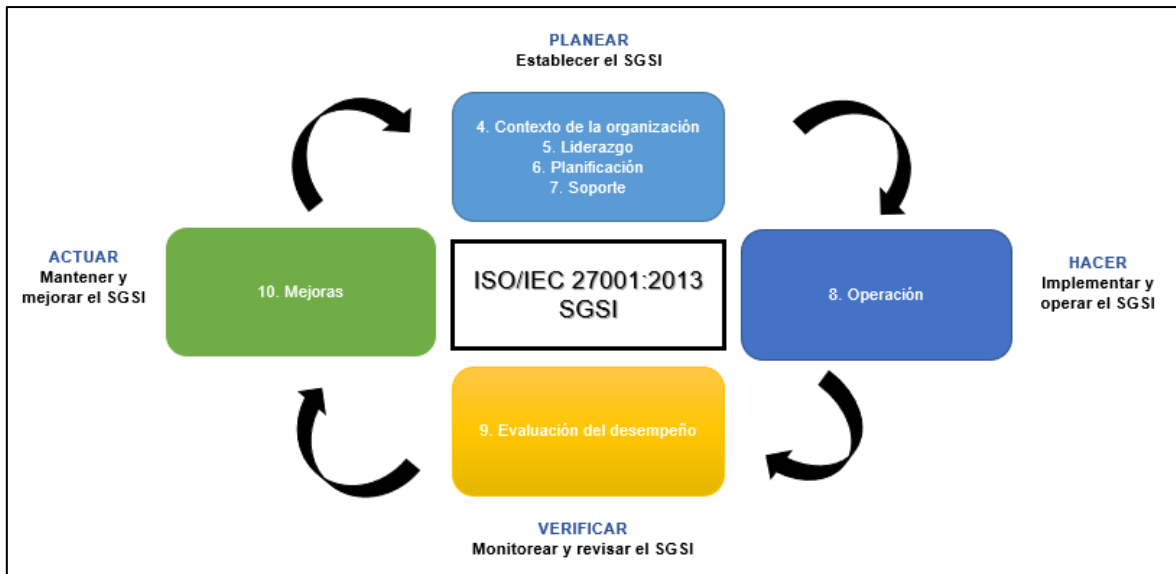 PLANEAR
Establecer el SGSI
4. Contexto de la organización
5. Liderazgo
6. Planificación
7. Soporte
ACTUAR
Mantener y
mejorar el SGSI
10. Mejoras
ISO/IEC 27001:2013
SGSI
8. Operación
HACER
Implementar y
operar el SGSI
9. Evaluación del desempeño
VERIFICAR
Monitorear y revisar el SGSI